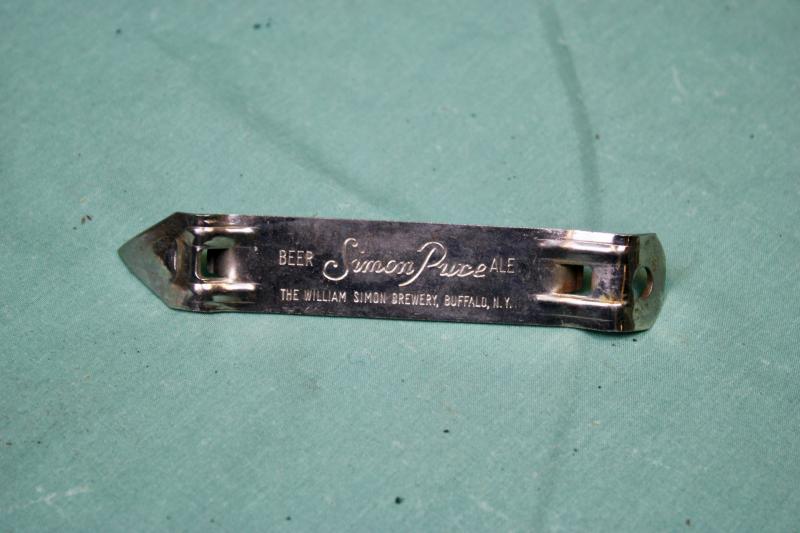 BEER Simon Pure ALE
THE WILLIAM SIMON BREWERY, BUFFALO, N.Y.